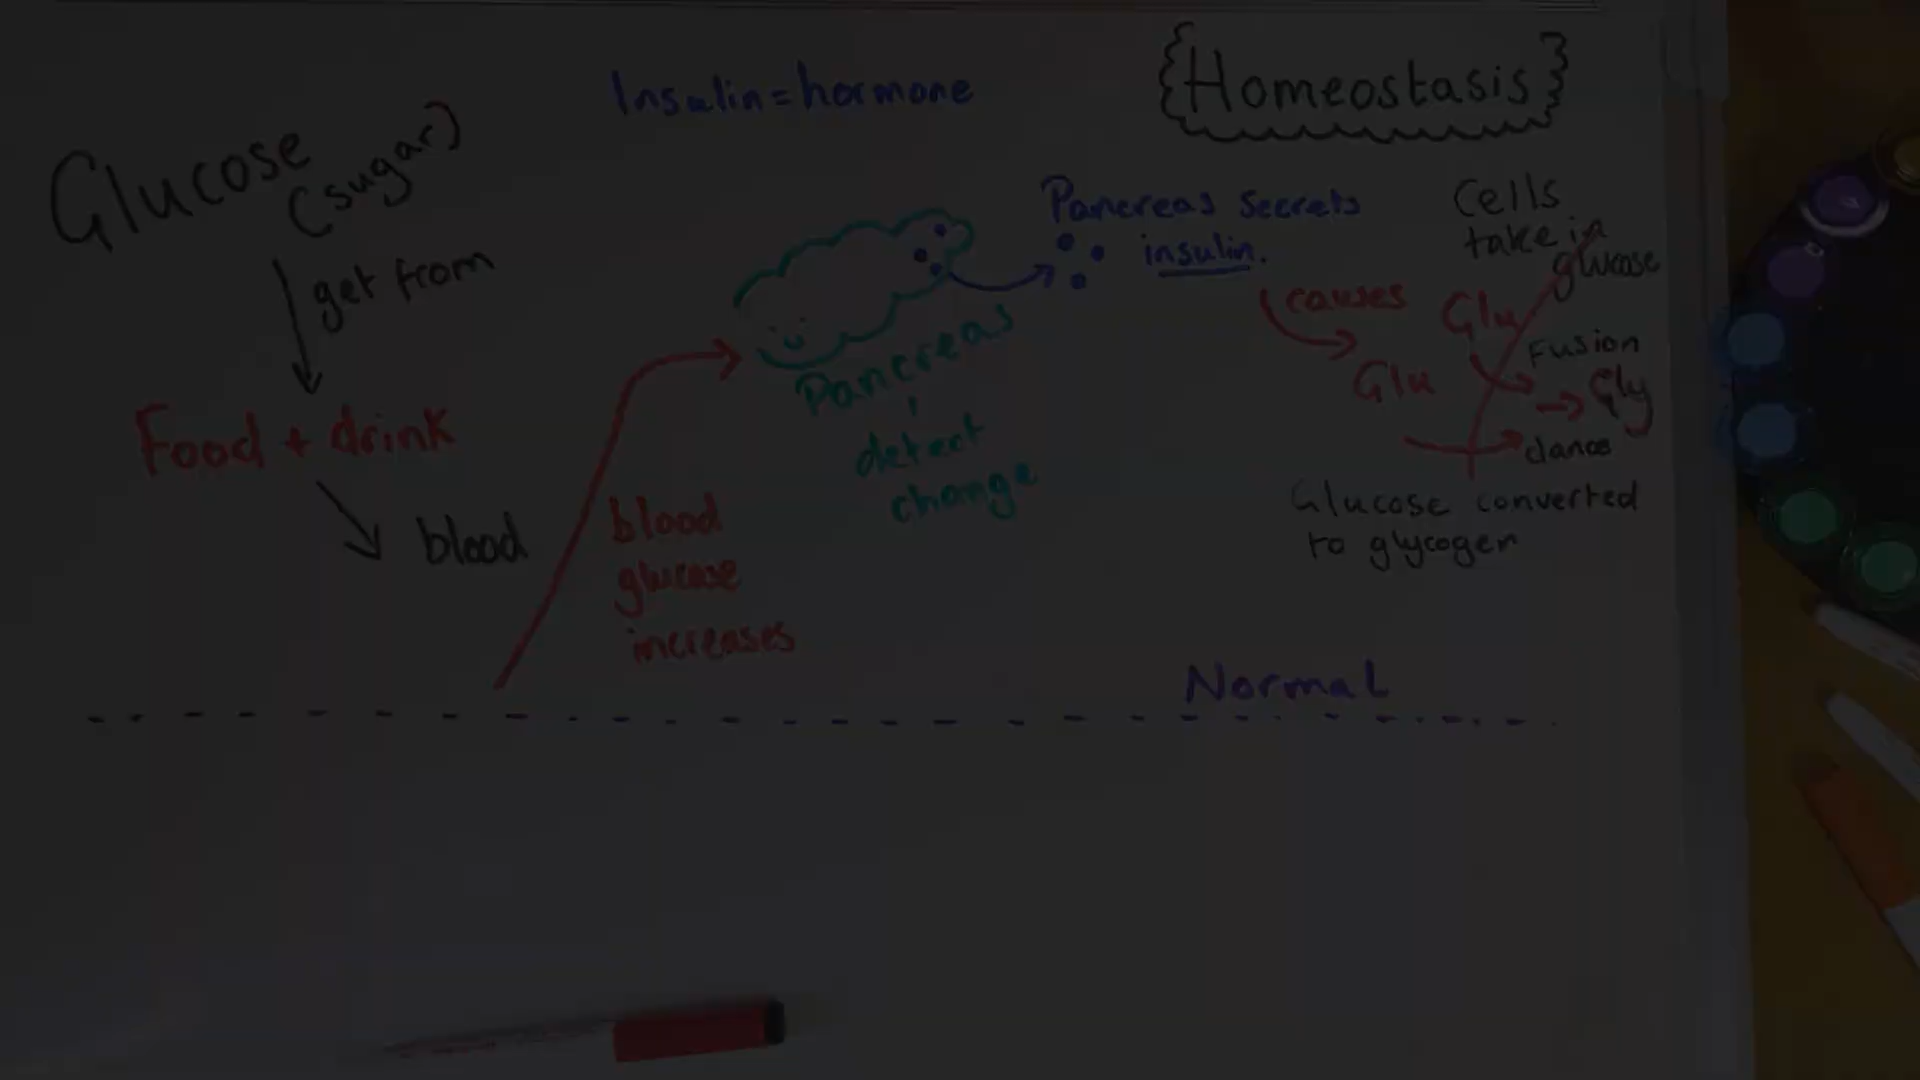 Homeostasis
Insulin = hormone
Glucose
(sugar)
get from
Food + drink
blood
blood
glucose
increases
Pancreas
detect
change
Pancreas secrets
insulin.
causes
Cells
take in
glucose
Glu
Glu
Fusion
Gly
dance
Glucose converted
to glycogen
Normal